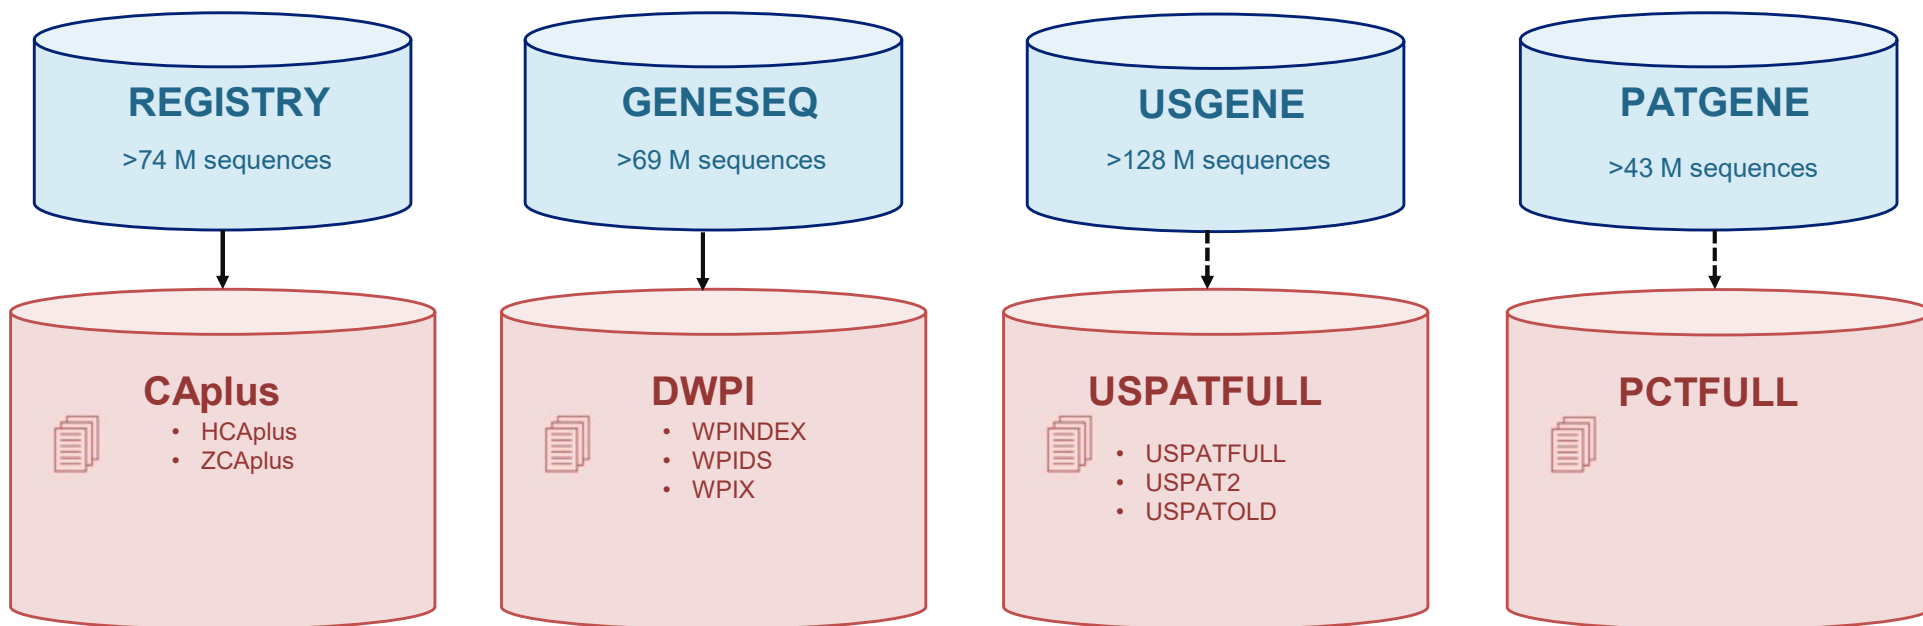 REGISTRY
>74 M sequences
GENESEQ
>69 M sequences
USGENE
>128 M sequences
PATGENE
>43 M sequences
CAplus
• HCAplus
• ZCAplus
DWPI
• WPINDEX
• WPIDS
• WPIX
USPATFULL
• USPATFULL
• USPAT2
• USPATOLD
PCTFULL